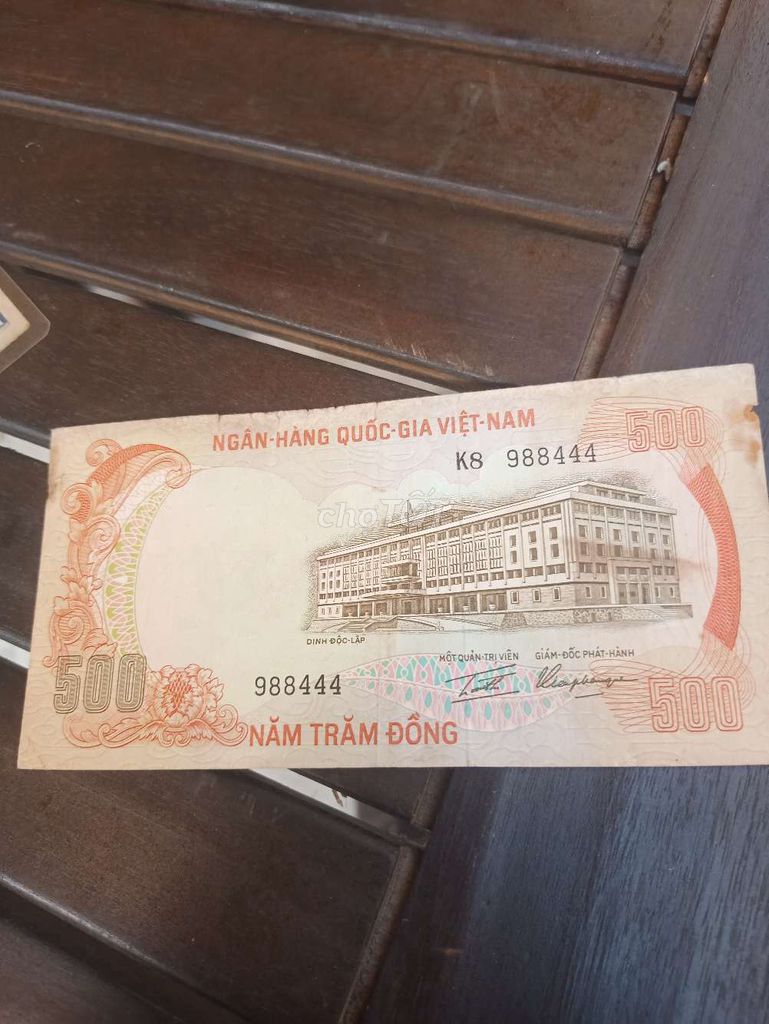 NGÂN-HÀNG QUỐC-GIA VIỆT-NAM
500
K8 988444
choTỐT
DINH ĐỘC-LẬP
MỘT QUẢN-TRỊ VIÊN GIÁM-ĐỐC PHÁT-HÀNH
500
988444
500
NĂM TRĂM ĐỒNG